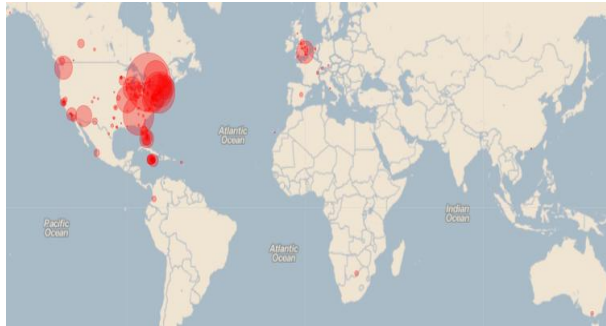 Atlantic
Ocean
Pacific
Ocean
Atlantic
Ocean
Indian
Ocean